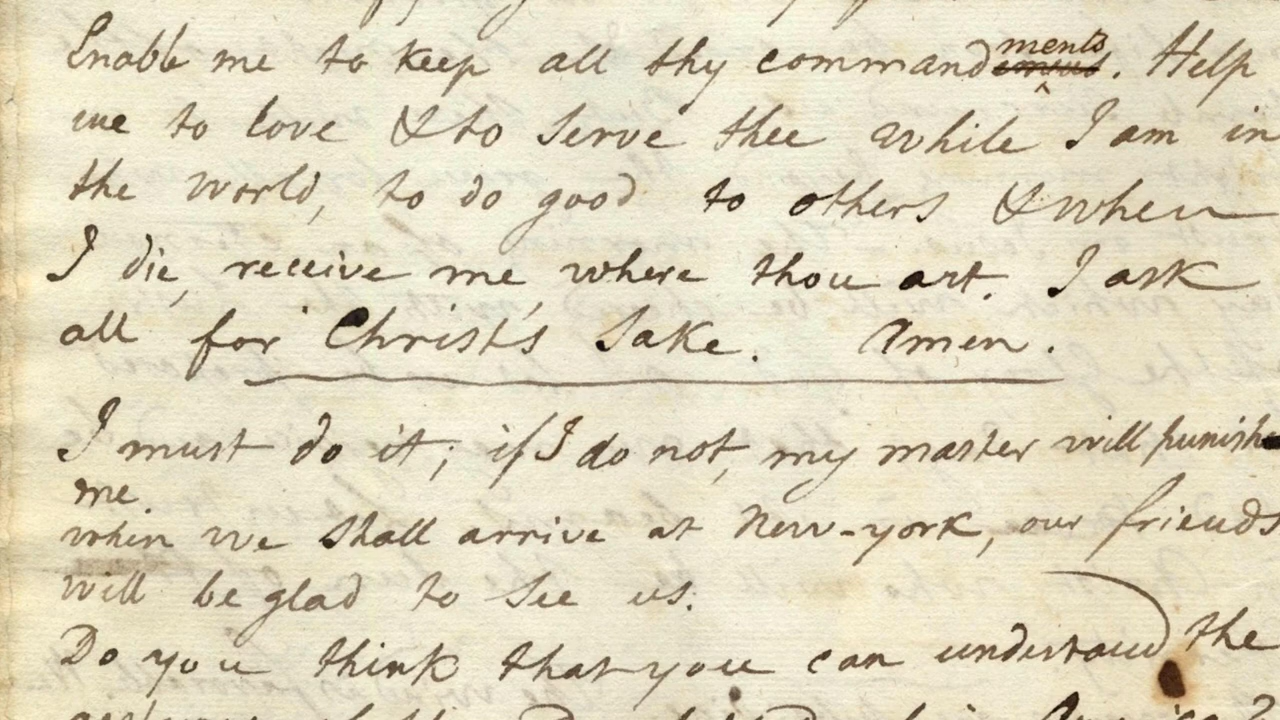 Enable me to keep all thy commandments. Help
me to love & to serve thee while I am in
the world, to do good to others & when
I die, receive me, where thou art. I ask
all for Christ's Sake. Amen.
I must do it; if I do not, my master will punish
me.
when we shall arrive at New-york, our friends
will be glad to see us.
Do you think that you can understand the